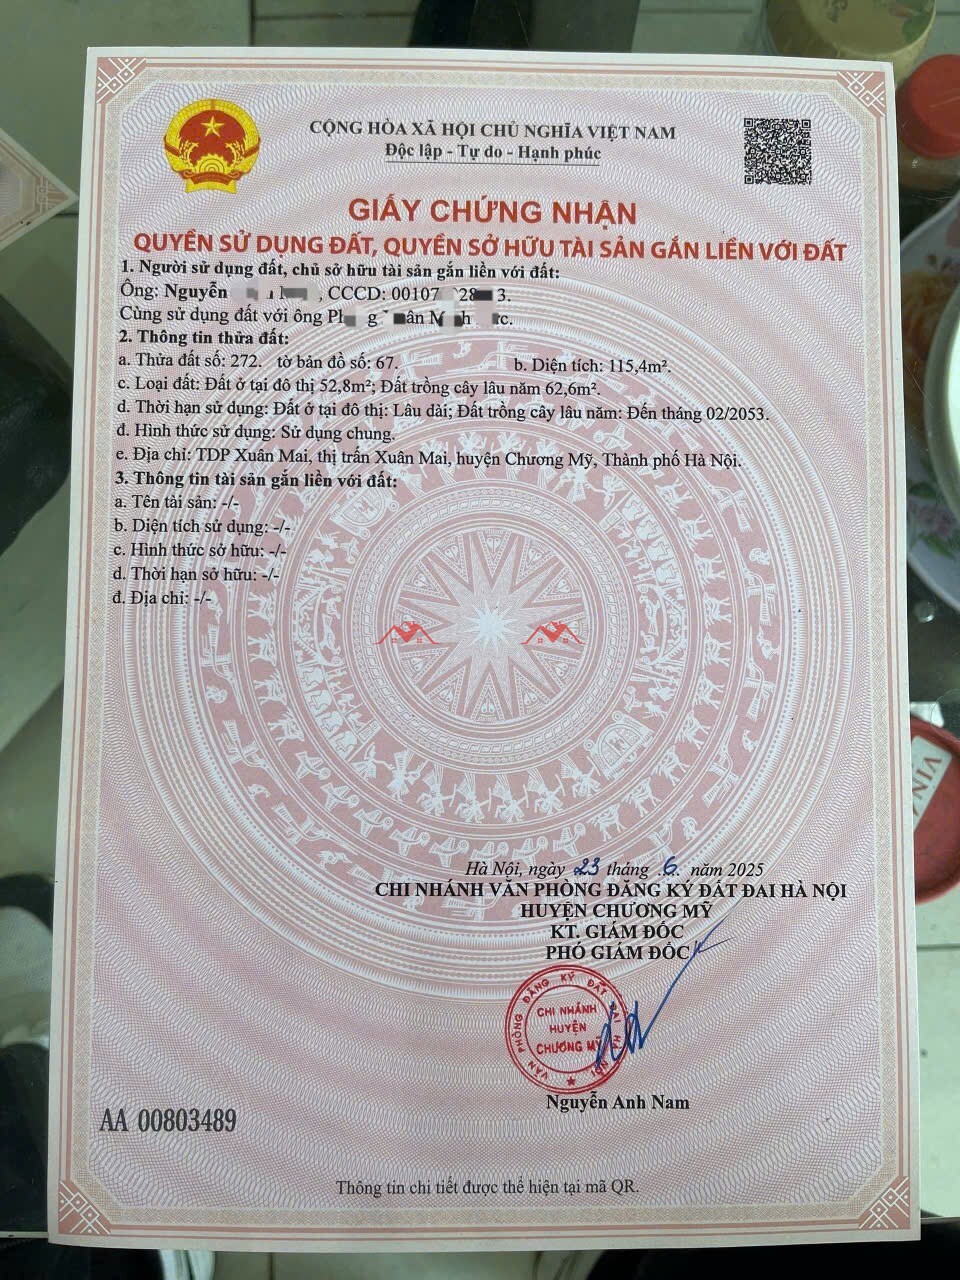 CỘNG HÒA XÃ HỘI CHỦ NGHĨA VIỆT NAM
Độc lập - Tự do - Hạnh phúc
GIẤY CHỨNG NHẬN
QUYỀN SỬ DỤNG ĐẤT, QUYỀN SỞ HỮU TÀI SẢN GẮN LIỀN VỚI ĐẤT
1. Người sử dụng đất, chủ sở hữu tài sản gắn liền với đất:
Ông: Nguyễn , CCCD:
Cùng sử dụng đất với ông
2. Thông tin thửa đất:
a. Thửa đất số: 272. tờ bản đồ số: 67. b. Diện tích: 115,4m².
c. Loại đất: Đất ở tại đô thị 52,8m²; Đất trồng cây lâu năm 62,6m².
d. Thời hạn sử dụng: Đất ở tại đô thị: Lâu dài; Đất trồng cây lâu năm: Đến tháng 02/2053.
đ. Hình thức sử dụng: Sử dụng chung.
e. Địa chỉ: TDP Xuân Mai, thị trấn Xuân Mai, huyện Chương Mỹ, Thành phố Hà Nội.
3. Thông tin tài sản gắn liền với đất:
a. Tên tài sản: -/-
b. Diện tích sử dụng: -/-
c. Hình thức sở hữu: -/-
d. Thời hạn sở hữu: -/-
đ. Địa chỉ: -/-
Hà Nội, ngày 23 tháng 6 năm 2025
CHI NHÁNH VĂN PHÒNG ĐĂNG KÝ ĐẤT ĐAI HÀ NỘI
HUYỆN CHƯƠNG MỸ
KT. GIÁM ĐỐC
PHÓ GIÁM ĐỐC
VĂN PHÒNG ĐĂNG KÝ ĐẤT ĐAI HÀ NỘI
CHI NHÁNH
HUYỆN
CHƯƠNG MỸ
Nguyễn Anh Nam
AA 00803489
Thông tin chi tiết được thể hiện tại mã QR.